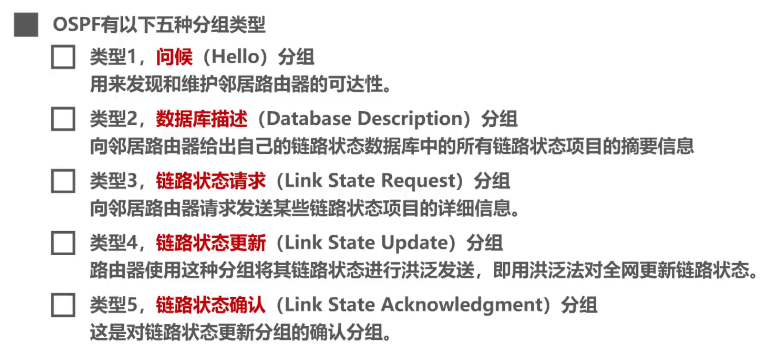 OSPF有以下五种分组类型
类型1，问候（Hello）分组
用来发现和维护邻居路由器的可达性。
类型2，数据库描述（Database Description）分组
向邻居路由器给出自己的链路状态数据库中的所有链路状态项目的摘要信息
类型3，链路状态请求（Link State Request）分组
向邻居路由器请求发送某些链路状态项目的详细信息。
类型4，链路状态更新（Link State Update）分组
路由器使用这种分组将其链路状态进行洪泛发送，即用洪泛法对全网更新链路状态。
类型5，链路状态确认（Link State Acknowledgment）分组
这是对链路状态更新分组的确认分组。